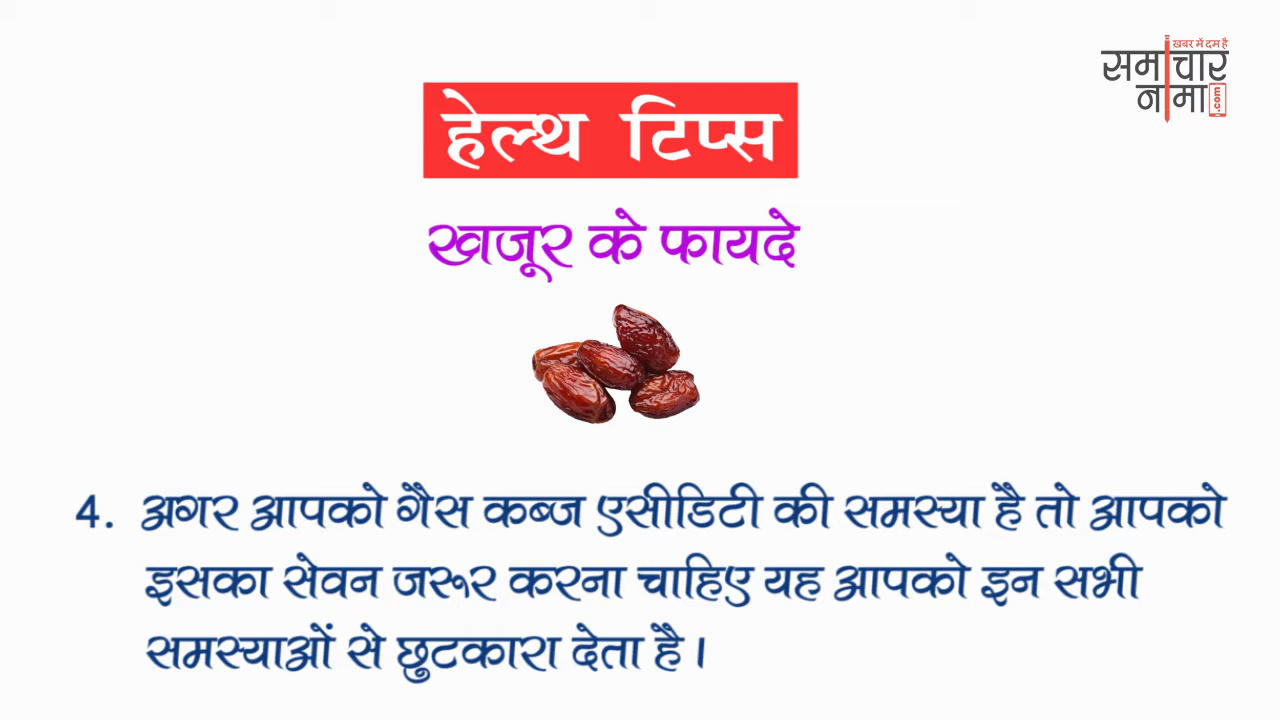 ख़बर में दम है
समाचार
नामा.com
हेल्थ टिप्स
खजूर के फायदे
4. अगर आपको गैस कब्ज एसीडिटी की समस्या है तो आपको
इसका सेवन जरूर करना चाहिए यह आपको इन सभी
समस्याओं से छुटकारा देता है।